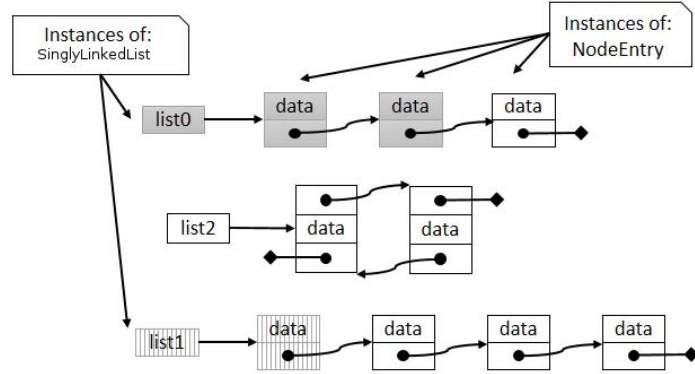 Instances of:
SinglyLinkedList
Instances of:
NodeEntry
list0
data
data
data
list2
data
data
list1
data
data
data
data